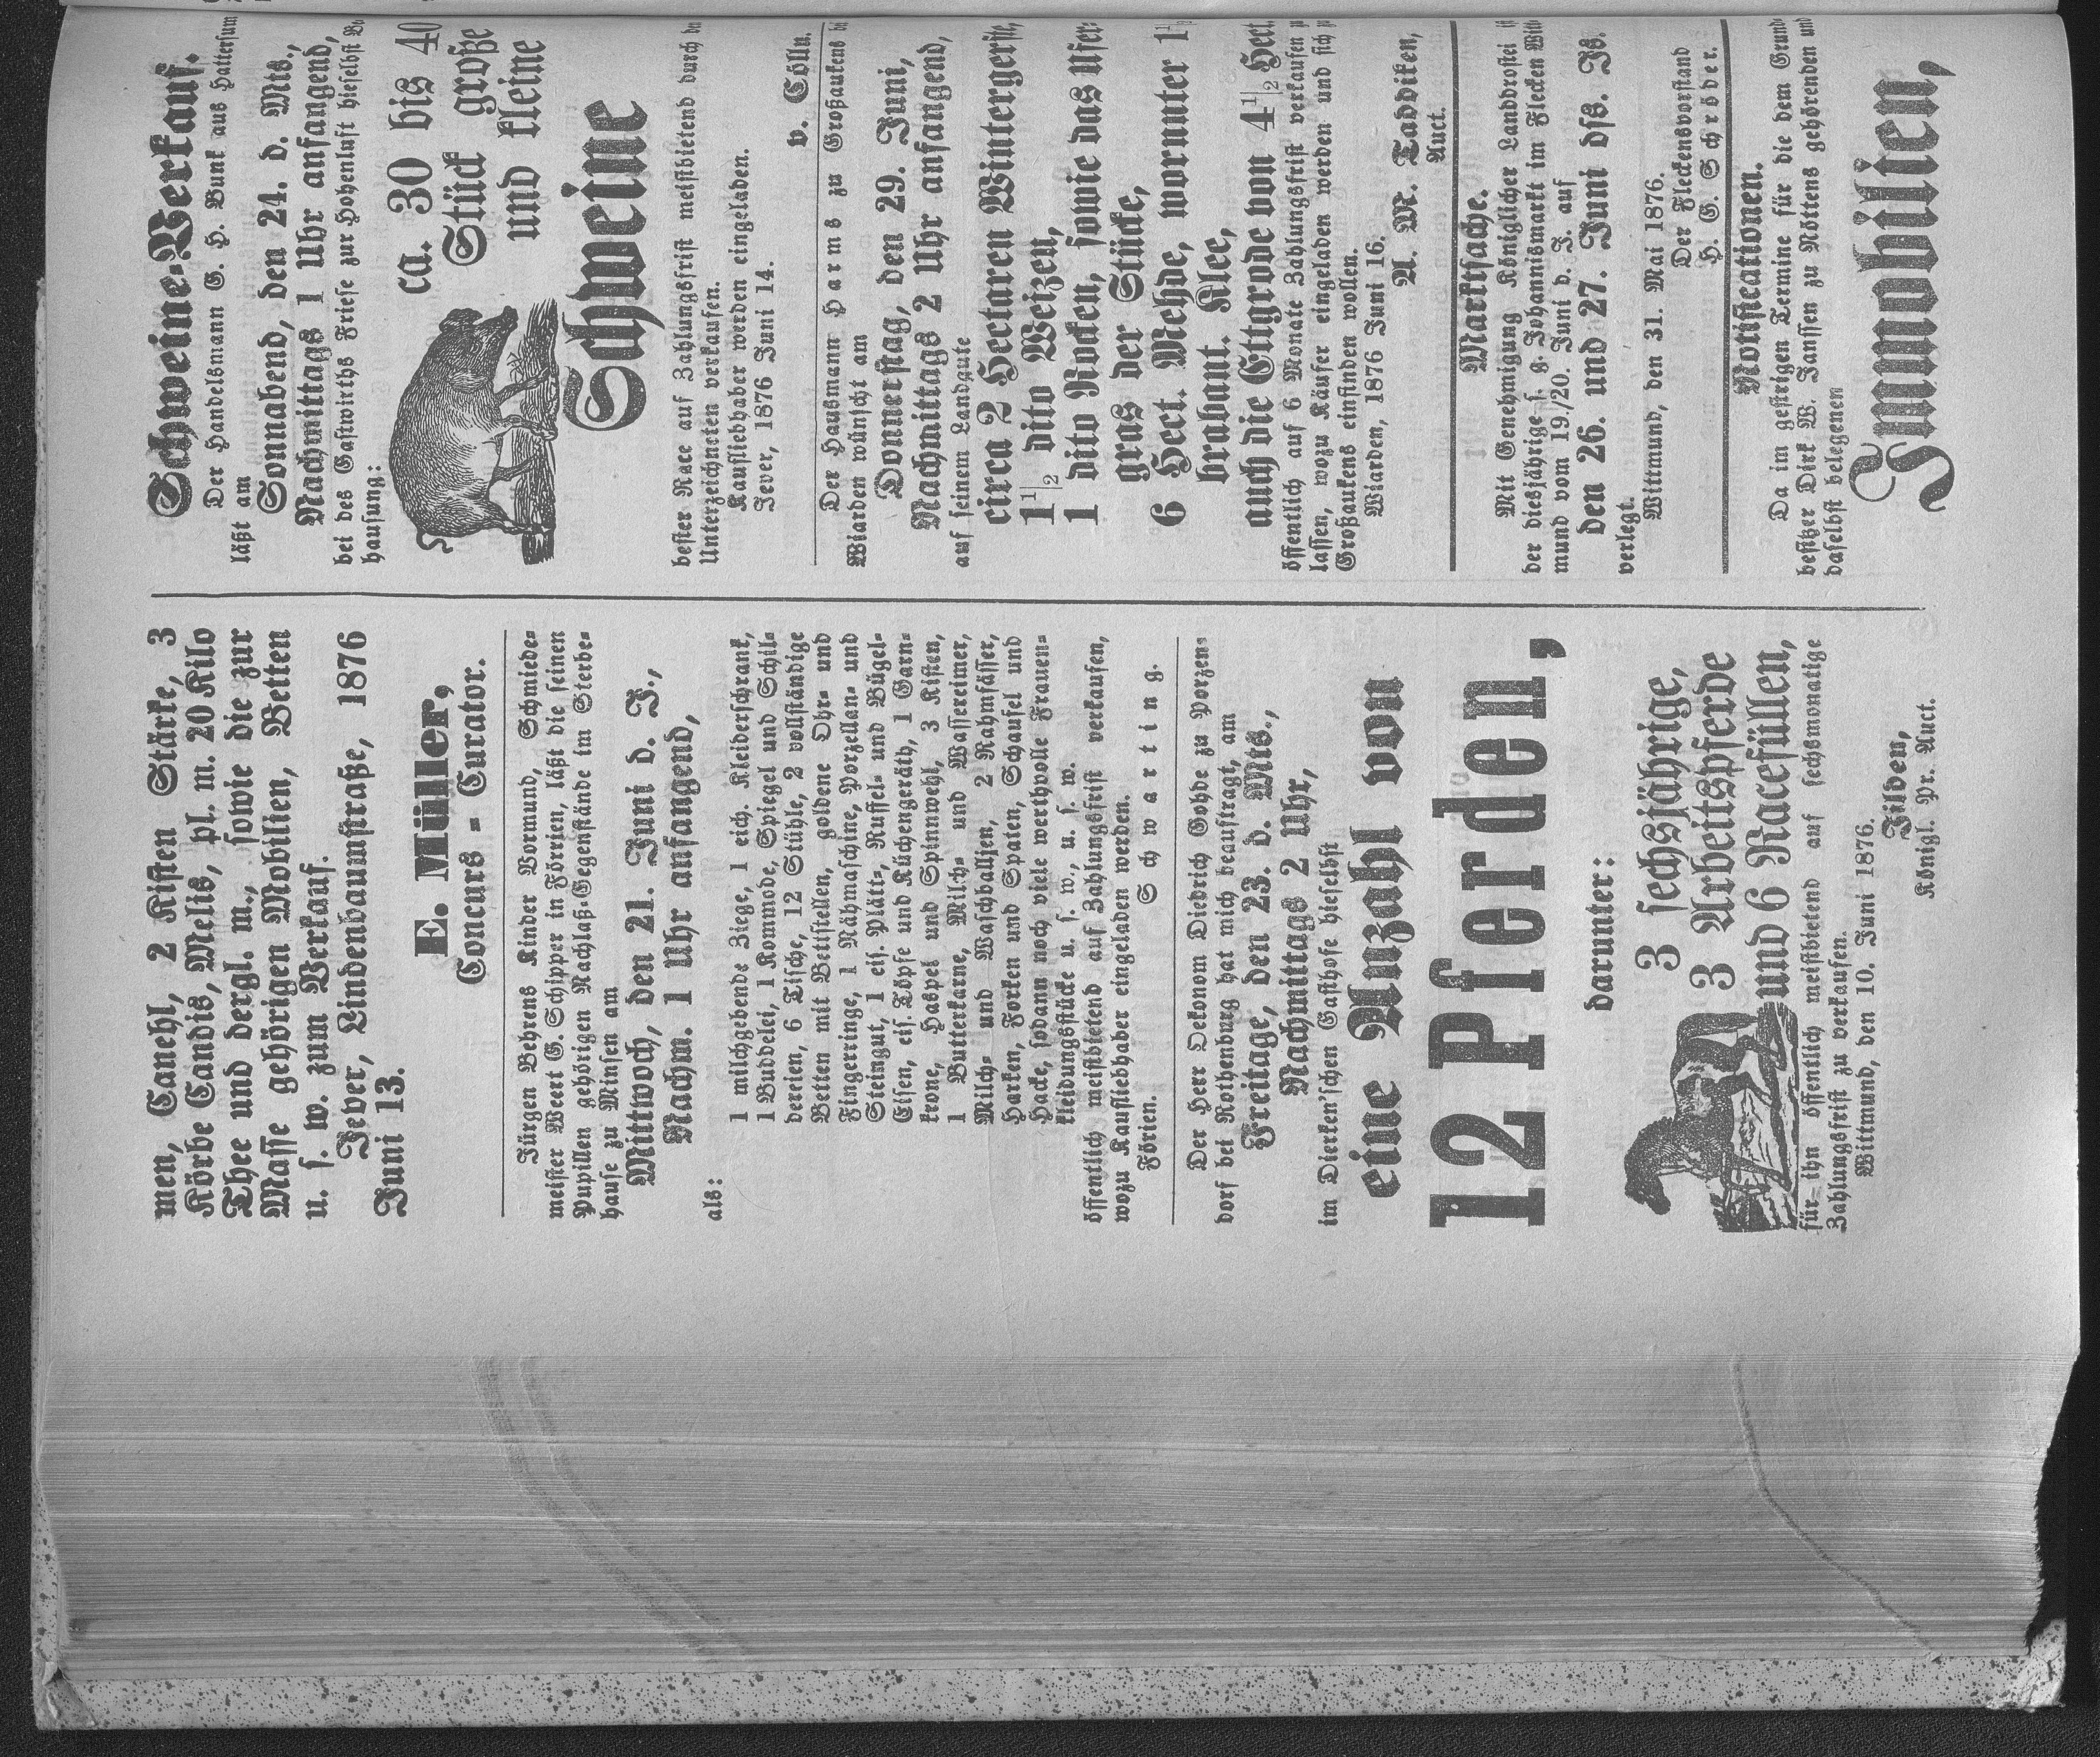 men, Canehl, 2 Kisten Stärke, 3
Körbe Candis, Melis, pl. m. 20 Kilo
Thee und dergl. m., sowie die zur
Masse gehörigen Mobilien, Betten
u. s. w. zum Verkauf.
Jever, Lindenbaumstraße, 1876
Juni 13.
E. Müller,
Concurs-Curator.
Jürgen Behrens Kinder Vormund, Schmiede-
meister Weert G. Schipper in Förrien, läßt die seinen
Pupillen gehörigen Nachlaß-Gegenstände im Sterbe-
hause zu Minsen am
Mittwoch, den 21. Juni d. J.,
Nachm. 1 Uhr anfangend,
als:
1 milchgebende Ziege, 1 eich. Kleiderschrank,
1 Buddelei, 1 Kommode, Spiegel und Schil-
dereien, 6 Tische, 12 Stühle, 2 vollständige
Betten mit Bettstellen, goldene Ohr- und
Fingerringe, 1 Nähmaschine, Porzellan- und
Steingut, 1 eis. Plätt-, Ruffel- und Bügel-
Eisen, eis. Töpfe und Küchengeräth, 1 Garn-
krone, Haspel und Spinnwehl, 3 Kisten,
1 Butterkarne, Milch- und Wassereimer,
Milch- und Waschballjen, 2 Rahmfässer,
Harken, Forken und Spaten, Schaufel und
Hacke, sodann noch viele werthvolle Frauen-
kleidungsstücke u. s. w., u. s. w.
öffentlich meistbietend auf Zahlungsfrist verkaufen,
wozu Kaufliebhaber eingeladen werden.
Förien. Schwarting.
Der Herr Oekonom Diedrich Gohde zu Porzen-
dorf bei Rothenburg hat mich beauftragt, am
Freitage, den 23. d. Mts.,
Nachmittags 2 Uhr,
im Dierken'schen Gasthofe hieselbst
eine Anzahl von
12 Pferden,
darunter:
3 sechsjährige,
3 Arbeitspferde
und 6 Racefüllen,
für ihn öffentlich meistbietend auf sechsmonatige
Zahlungsfrist zu verkaufen.
Wittmund, den 10. Juni 1876.
Jilden,
Königl. Pr. Auct.
Schweine-Verkauf.
Der Handelsmann G. H. Bunk aus Hattersum
läßt am
Sonnabend, den 24. d. Mts.,
Nachmittags 1 Uhr anfangend,
bei des Gastwirths Friese zur Hohenluft hieselbst
hausung:
ca. 30 bis 40
Stück große
und kleine
Schweine
bester Race auf Zahlungsfrist meistbietend durch
Unterzeichneten verkaufen.
Kaufliebhaber werden eingeladen.
Jever, 1876 Juni 14.
v. Cölln.
Der Hausmann Harms zu Großaukens
Wiarden wünscht am
Donnerstag, den 29. Juni,
Nachmittags 2 Uhr anfangend,
auf seinem Landgute
circa 2 Hectaren Wintergerste,
1½ dito Weizen,
1 dito Rocken, sowie das Ufer-
gras der Stücke,
6 Hect. Mehde, worunter 1½
brabant. Klee,
auch die Ettgrode von 4½ Hect.
öffentlich auf 6 Monate Zahlungsfrist verkaufen
lassen, wozu Käufer eingeladen werden und sich
Großaukens einfinden wollen.
Wiarden, 1876 Juni 16.
A. M. Taddiken,
Auct.
Marktsache.
Mit Genehmigung Königlicher Landdrostei
der diesjährige s. g. Johannismarkt im Flecken Witt-
mund vom 19./20. Juni d. J. auf
den 26. und 27. Juni dss. Js.
verlegt.
Wittmund, den 31. Mai 1876.
Der Fleckensvorstand
H. G. Schröder.
Notificationen.
Da im gestrigen Termine für die dem Grund-
besitzer Dirk W. Janssen zu Nöttens gehörenden und
daselbst belegenen
Immobilien,